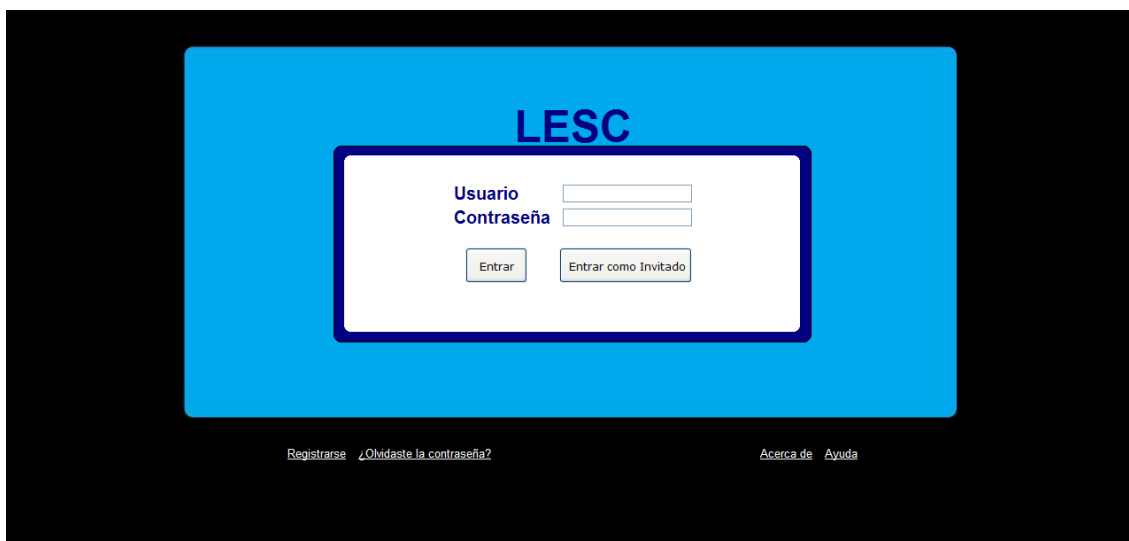 LESC
Usuario
Contraseña
Entrar Entrar como Invitado
Registrarse ¿Olvidaste la contraseña? Acerca de Ayuda